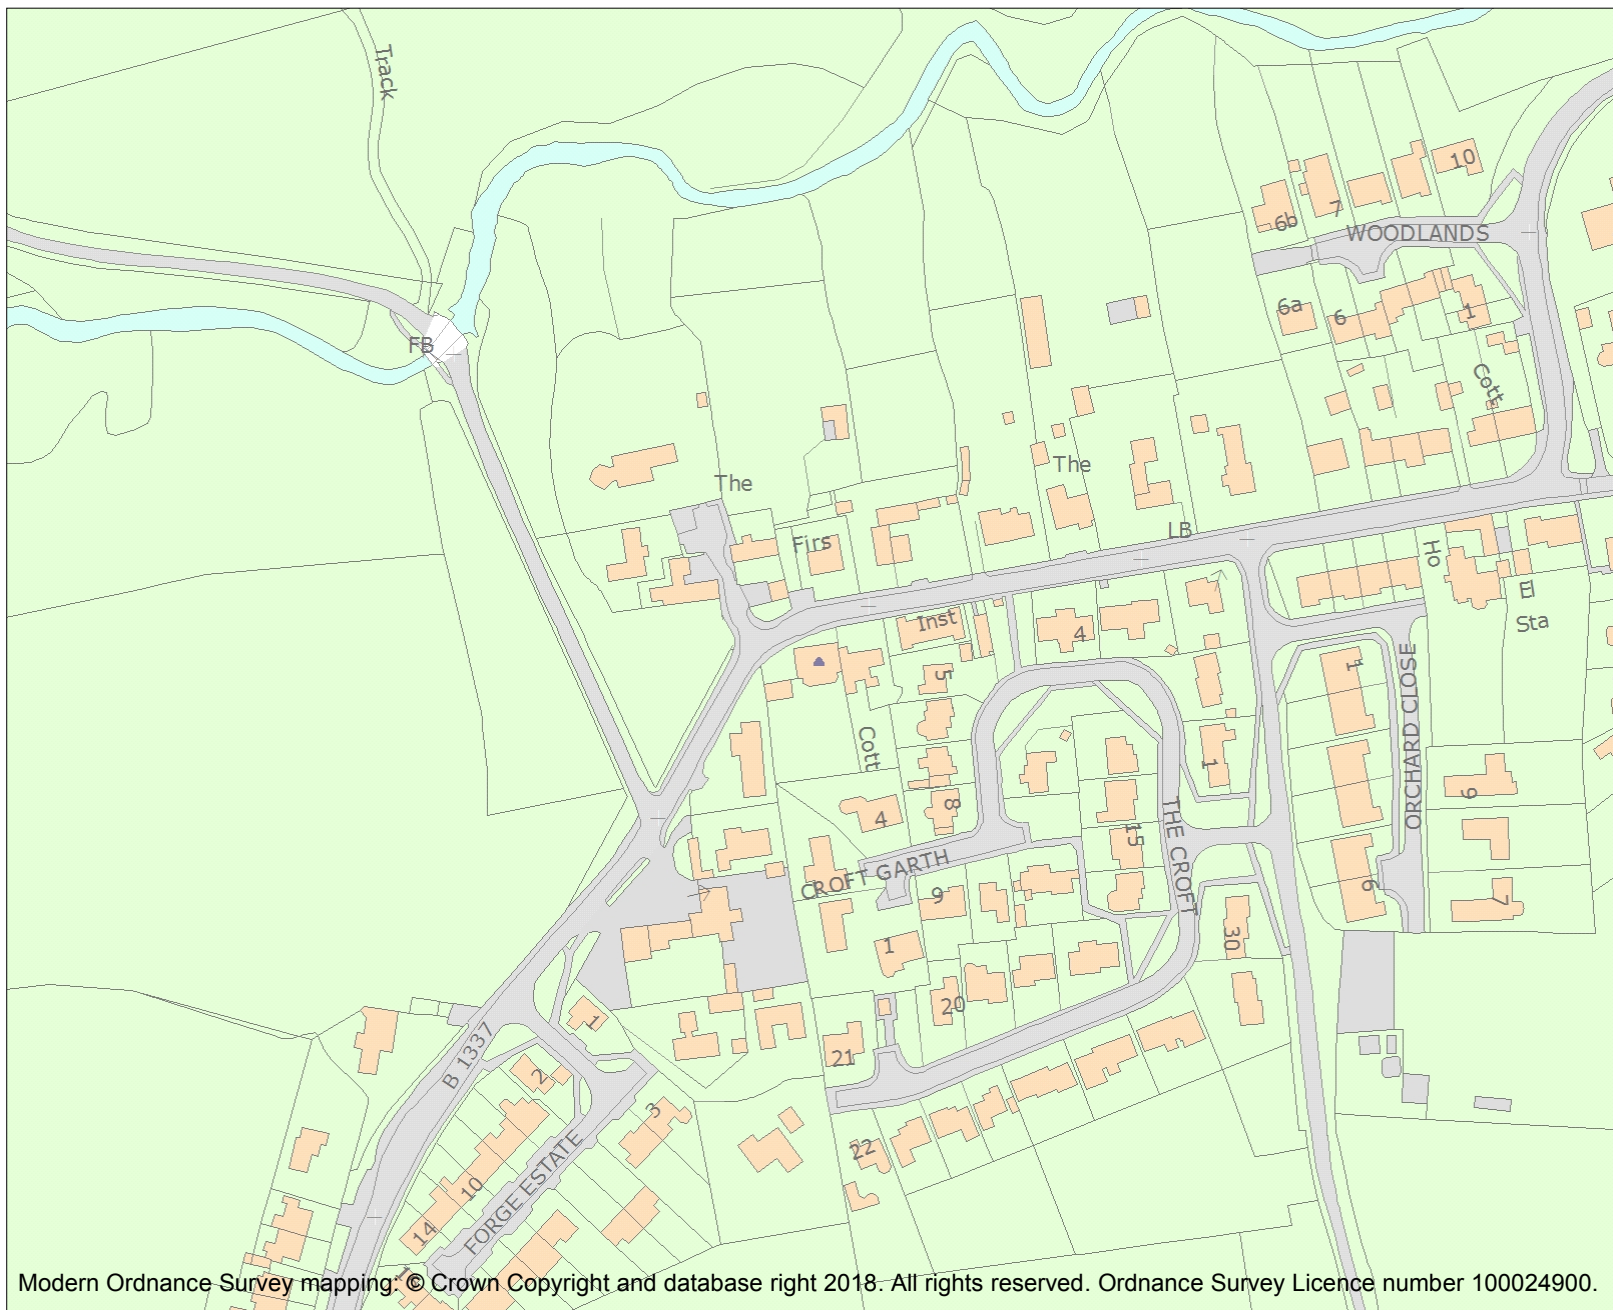 Track
10
6b
7
WOODLANDS
6a
6
1
FB
Cott
The
The
LB
Firs
Ho
El
Sta
Inst
4
5
1
ORCHARD CLOSE
Cott
1
9
8
4
THE CROFT
15
CROFT GARTH
9
6
7
1
30
20
1
21
B 1337
2
3
22
10
FORGE ESTATE
14
1
Modern Ordnance Survey mapping: © Crown Copyright and database right 2018. All rights reserved. Ordnance Survey Licence number 100024900.